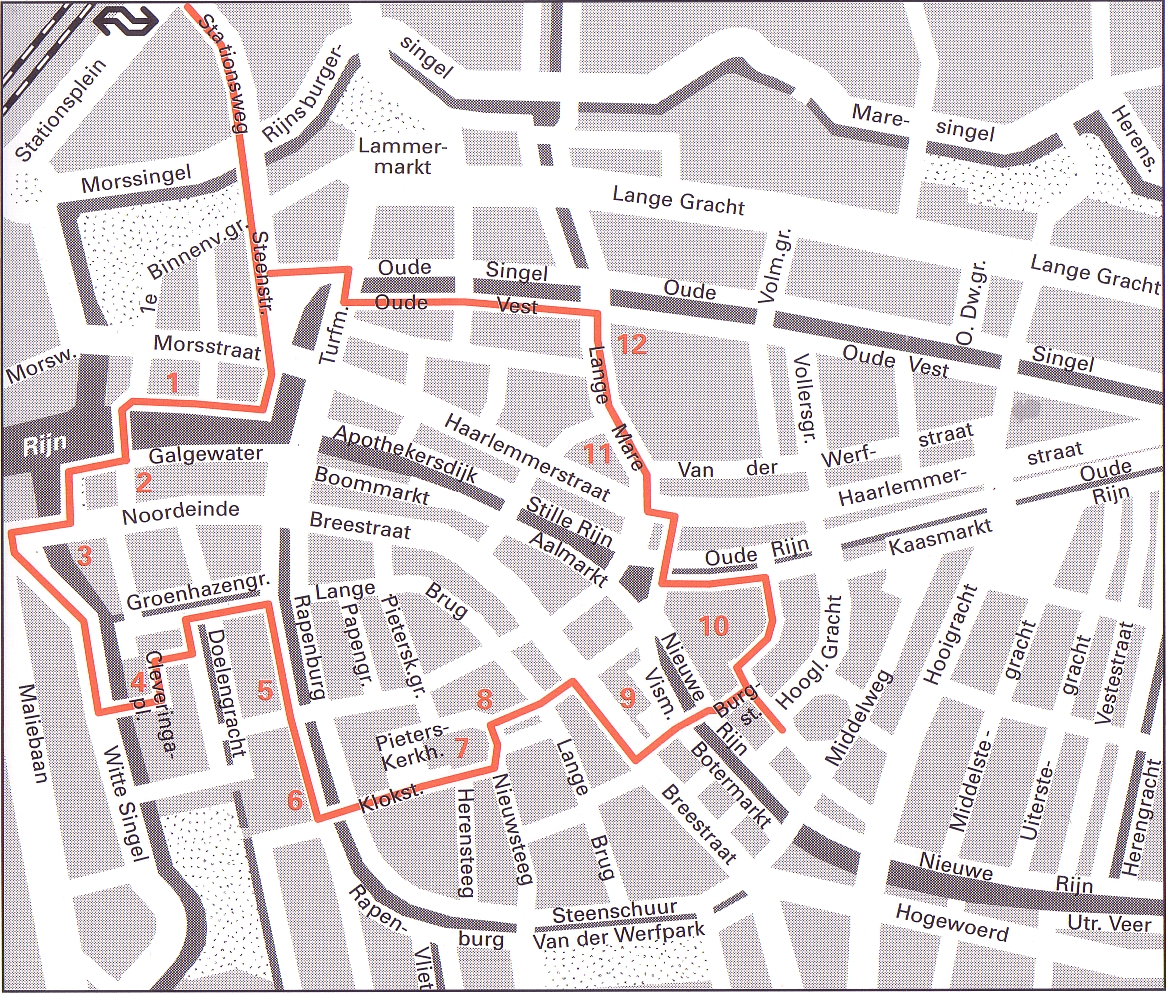 Stationsplein
Stationsweg
Rijnsburger-
singel
Mare- singel
Herens.
Morssingel
Lammer-
markt
Lange Gracht
Lange Gracht
Binnenv.gr.
1e
Steenstr.
Oude Singel
Oude Vest
Oude
Volm.gr.
O. Dw.gr.
Singel
Oude Vest
Turfm.
Morsstraat
Morsw.
1
12
Lange
Mare
Vollersgr.
Rijn
Galgewater
2
Apothekersdijk
Haarlemmerstraat
11
Van der Werf- straat
Haarlemmer- straat
Oude
Rijn
Boommarkt
Stille Rijn
Noordeinde
Breestraat
Aalmarkt
Oude Rijn
Kaasmarkt
3
Groenhazengr.
Lange Brug
Rapenburg
Papengr.
Pietersk.gr.
10
Hoogl. Gracht
Hooigracht
Middelste-
gracht
Uiterste-
gracht
Vestestraat
Herengracht
Cleveringa-
pl.
4
Doelengracht
5
8
9
Nieuwe
Rijn
Vism.
Burg-
st.
Middelweg
Maliebaan
Witte Singel
Pieters-
Kerkh.
7
6
Klokst.
Lange
Brug
Botermarkt
Breestraat
Herensteeg
Nieuwsteeg
Nieuwe Rijn
Rapen-
burg
Steenschuur
Van der Werfpark
Hogewoerd
Utr. Veer
Vliet